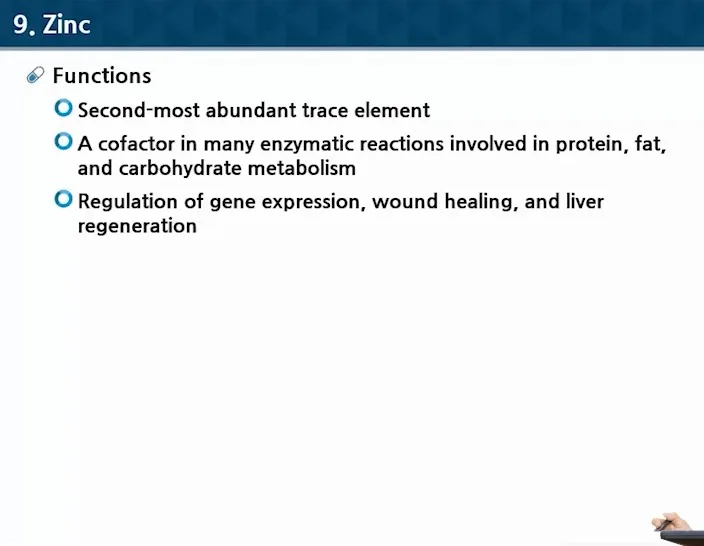 9. Zinc
Functions
Second-most abundant trace element
A cofactor in many enzymatic reactions involved in protein, fat,
and carbohydrate metabolism
Regulation of gene expression, wound healing, and liver
regeneration